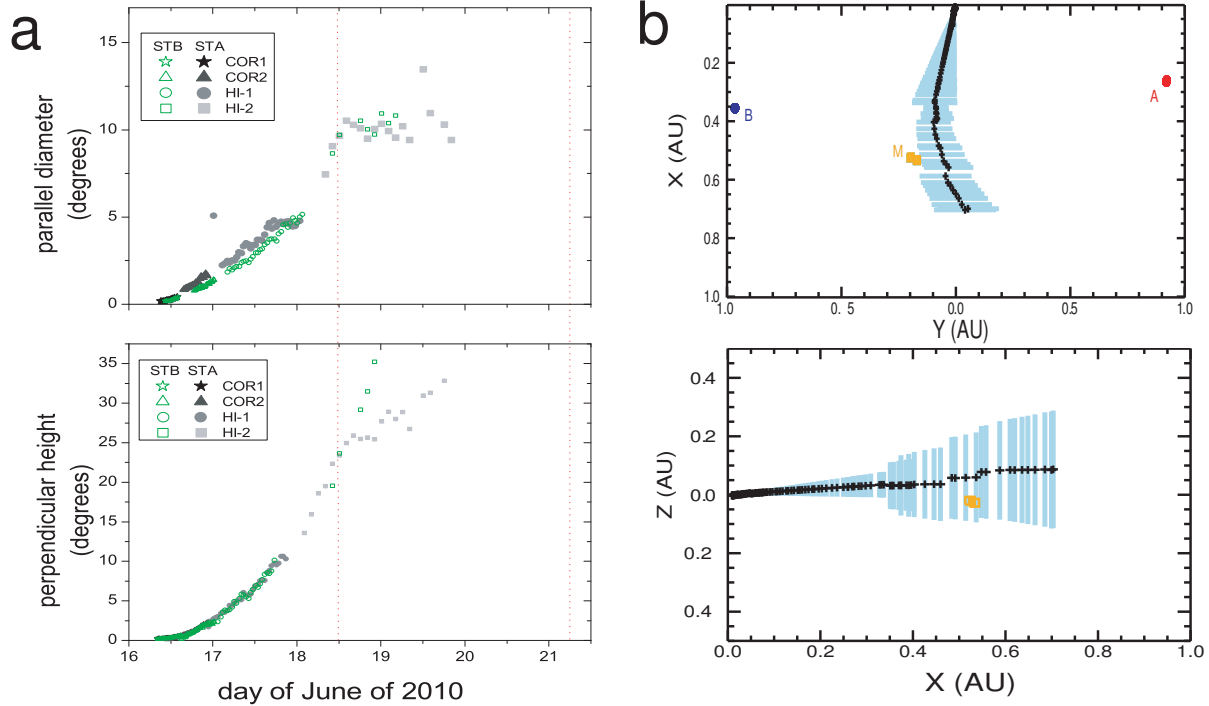 a
parallel diameter
(degrees)
15
10
5
0
STB STA
COR1
COR2
HI-1
HI-2
perpendicular height
(degrees)
35
30
25
20
15
10
5
0
STB STA
COR1
COR2
HI-1
HI-2
16 17 18 19 20 21
day of June of 2010
b
X (AU)
0.2
0.4
0.6
0.8
1.0
B
M
A
1.0 0. 5 0.0 0.5 1.0
Y (AU)
Z (AU)
0.4
0.2
0.0
0.2
0.4
0.0 0.2 0.4 0.6 0.8 1.0
X (AU)